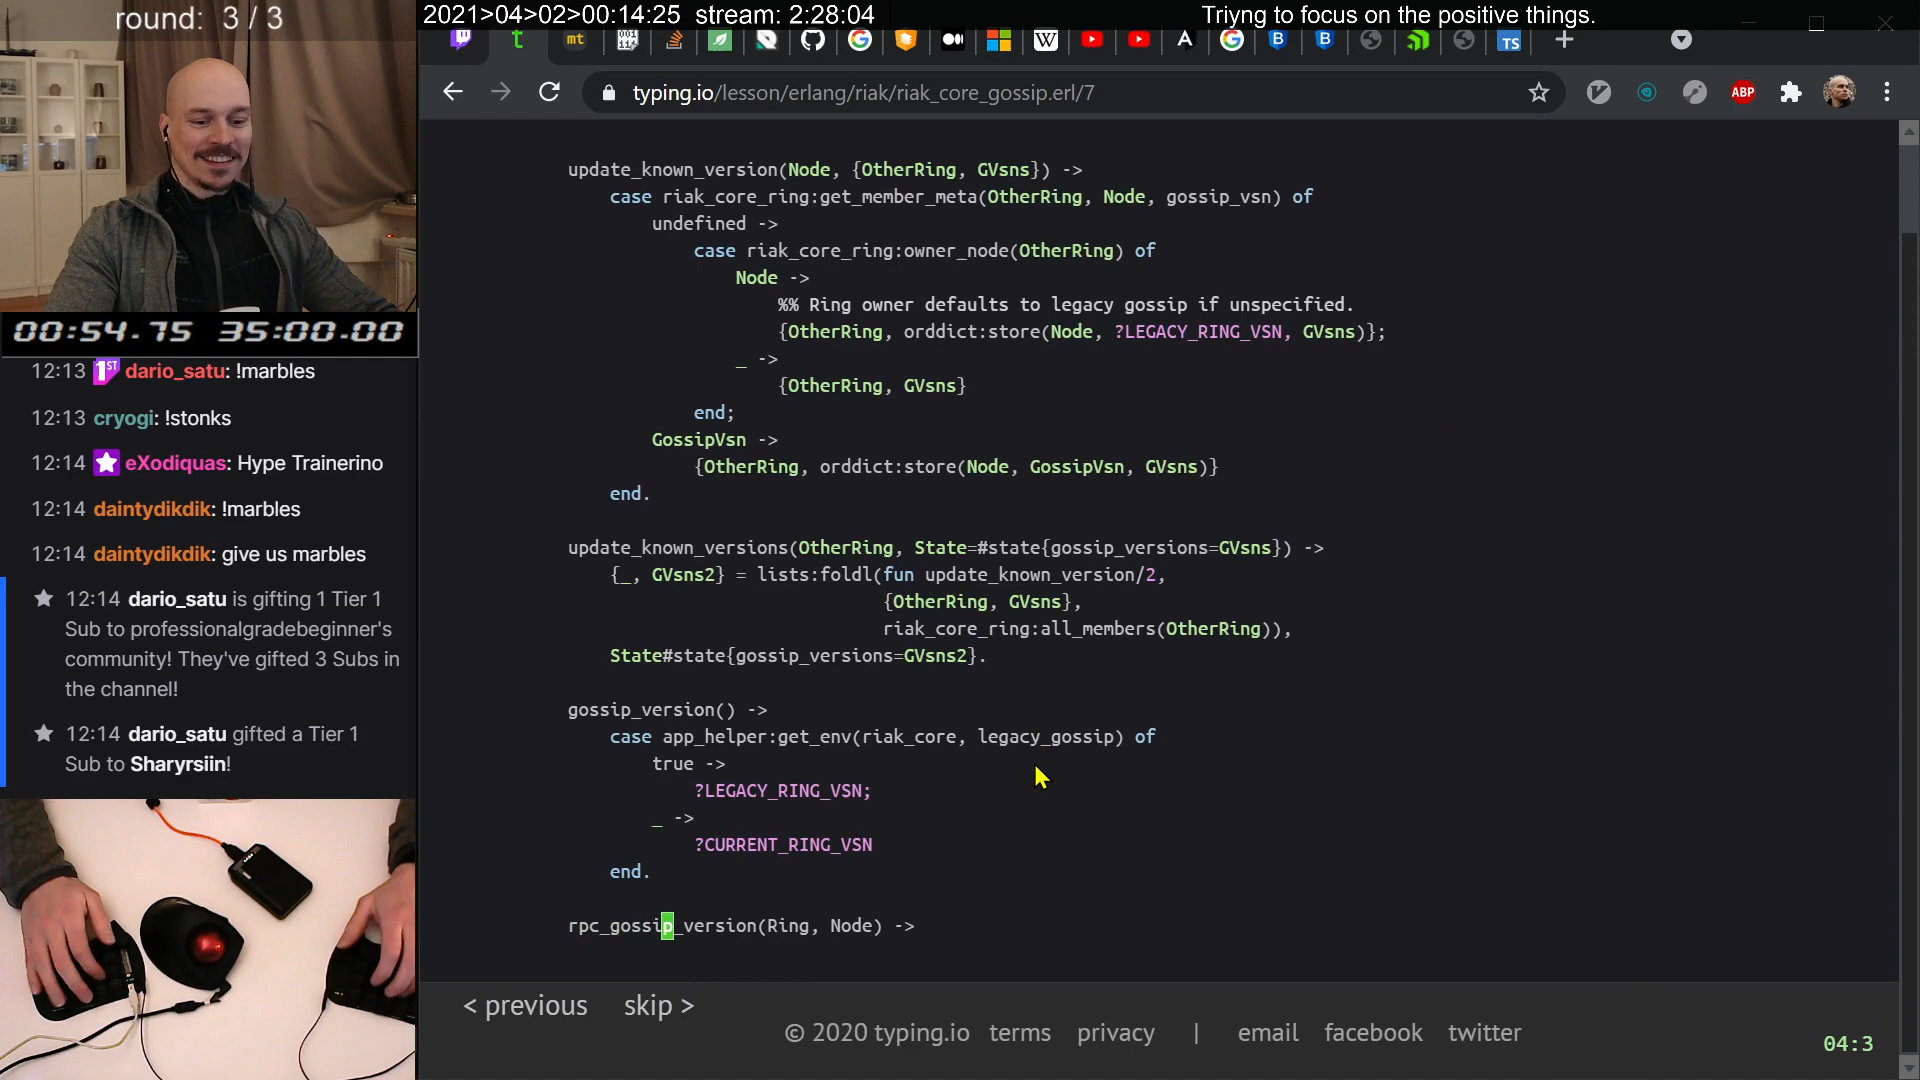 round: 3 / 3
2021>04>02>00:14:25 stream: 2:28:04
Triyng to focus on the positive things.
typing.io/lesson/erlang/riak/riak_core_gossip.erl/7
ABP
00:54.75 35:00.00
12:13 1ST dario_satu: !marbles
12:13 cryogi: !stonks
12:14 eXodiquas: Hype Trainerino
12:14 daintydikdik: !marbles
12:14 daintydikdik: give us marbles
12:14 dario_satu is gifting 1 Tier 1
Sub to professionalgradebeginner's
community! They've gifted 3 Subs in
the channel!
12:14 dario_satu gifted a Tier 1
Sub to Sharyrsiin!
update_known_version(Node, {OtherRing, GVsns}) ->
case riak_core_ring:get_member_meta(OtherRing, Node, gossip_vsn) of
undefined ->
case riak_core_ring:owner_node(OtherRing) of
Node ->
%% Ring owner defaults to legacy gossip if unspecified.
{OtherRing, orddict:store(Node, ?LEGACY_RING_VSN, GVsns)};
_ ->
{OtherRing, GVsns}
end;
GossipVsn ->
{OtherRing, orddict:store(Node, GossipVsn, GVsns)}
end.
update_known_versions(OtherRing, State=#state{gossip_versions=GVsns}) ->
{_, GVsns2} = lists:foldl(fun update_known_version/2,
{OtherRing, GVsns},
riak_core_ring:all_members(OtherRing)),
State#state{gossip_versions=GVsns2}.
gossip_version() ->
case app_helper:get_env(riak_core, legacy_gossip) of
true ->
?LEGACY_RING_VSN;
_ ->
?CURRENT_RING_VSN
end.
rpc_gossip_version(Ring, Node) ->
< previous skip >
© 2020 typing.io terms privacy | email facebook twitter
04:3